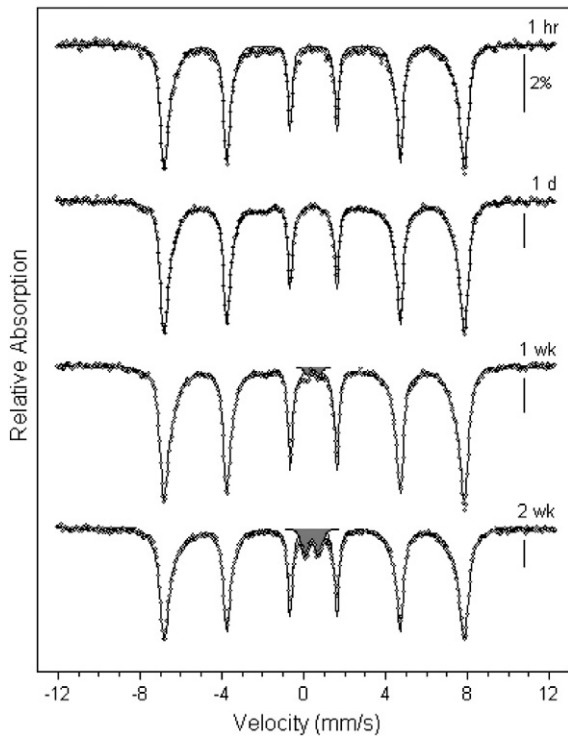 1 hr
2%
1 d
1 wk
2 wk
Relative Absorption
-12 -8 -4 0 4 8 12
Velocity (mm/s)